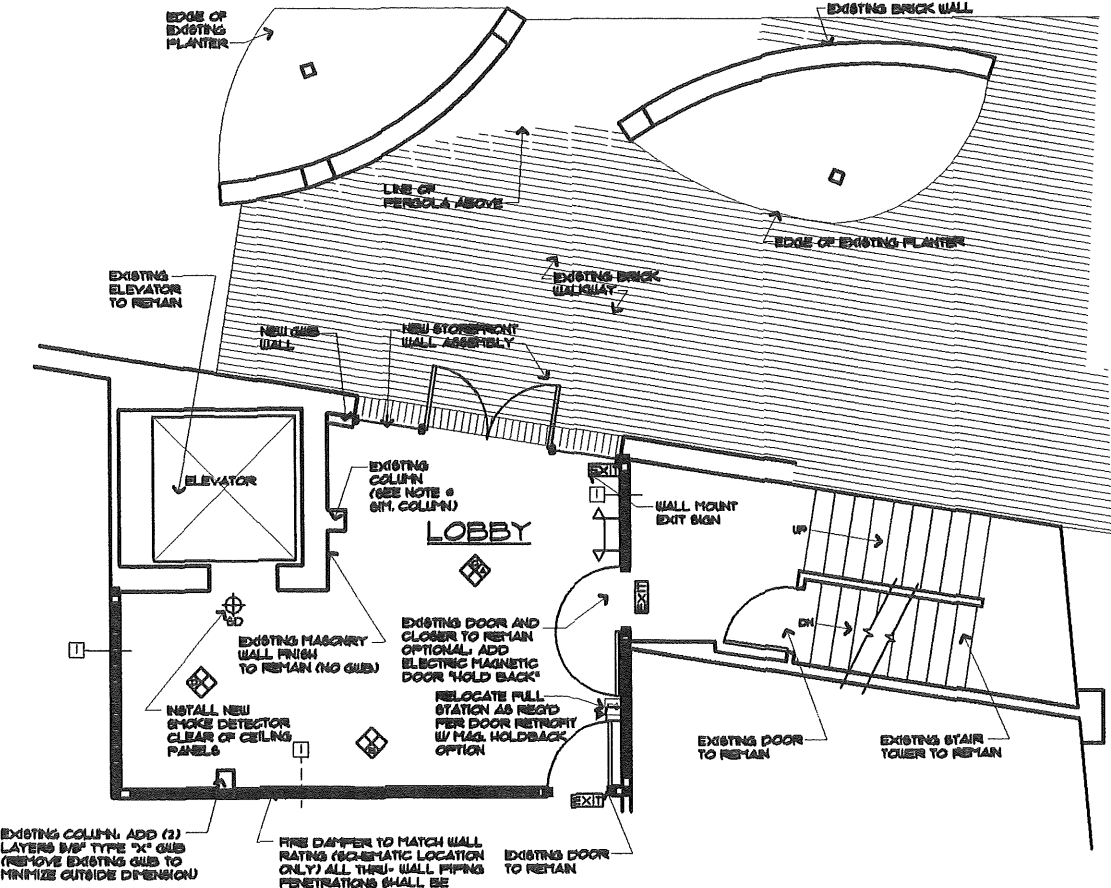 EDGE OF
EXISTING
PLANTER
EXISTING BRICK WALL
LINE OF
PERGOLA ABOVE
EDGE OF EXISTING PLANTER
EXISTING BRICK
WALKWAY
EXISTING
ELEVATOR
TO REMAIN
NEW GWB
WALL
NEW STOREFRONT
WALL ASSEMBLY
ELEVATOR
EXISTING
COLUMN
(SEE NOTE @
SIM. COLUMN)
EXIT
WALL MOUNT
EXIT SIGN
LOBBY
UP
EXIT
DN
SD
EXISTING MASONRY
WALL FINISH
TO REMAIN (NO GWB)
EXISTING DOOR AND
CLOSER TO REMAIN
OPTIONAL: ADD
ELECTRIC MAGNETIC
DOOR "HOLD BACK"
RELOCATE PULL
STATION AS REQ'D
PER DOOR RETROFIT
W/ MAG. HOLDBACK
OPTION
INSTALL NEW
SMOKE DETECTOR
CLEAR OF CEILING
PANELS
EXISTING DOOR
TO REMAIN
EXISTING STAIR
TOWER TO REMAIN
EXIT
EXISTING COLUMN: ADD (2)
LAYERS 5/8" TYPE "X" GWB
(REMOVE EXISTING GWB TO
MINIMIZE OUTSIDE DIMENSION)
FIRE DAMPER TO MATCH WALL
RATING (SCHEMATIC LOCATION
ONLY) ALL THRU- WALL PIPING
PENETRATIONS SHALL BE
EXISTING DOOR
TO REMAIN